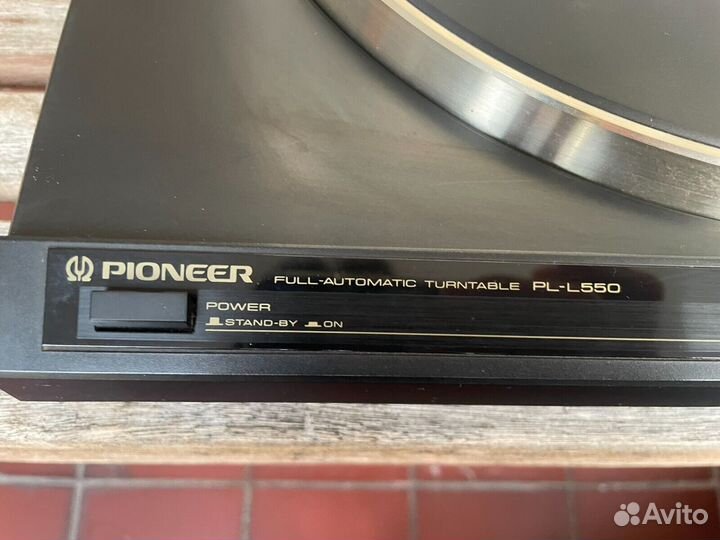 PIONEER FULL-AUTOMATIC TURNTABLE PL-L550
POWER
STAND-BY ON
Avito